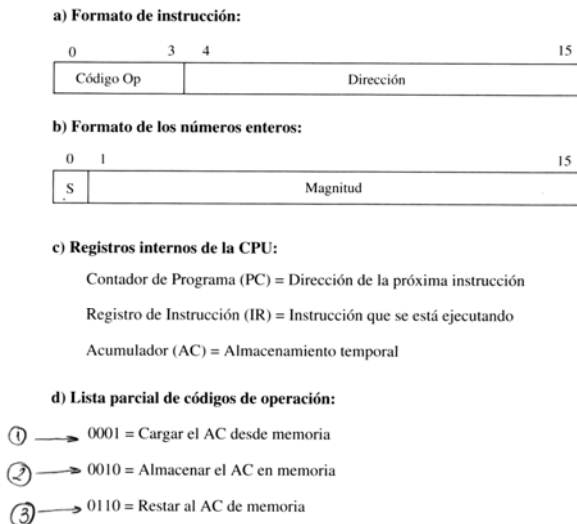 a) Formato de instrucción:
0 3 4 15
Código Op Dirección
b) Formato de los números enteros:
0 1 15
S Magnitud
c) Registros internos de la CPU:
Contador de Programa (PC) = Dirección de la próxima instrucción
Registro de Instrucción (IR) = Instrucción que se está ejecutando
Acumulador (AC) = Almacenamiento temporal
d) Lista parcial de códigos de operación:
1 0001 = Cargar el AC desde memoria
2 0010 = Almacenar el AC en memoria
3 0110 = Restar al AC de memoria